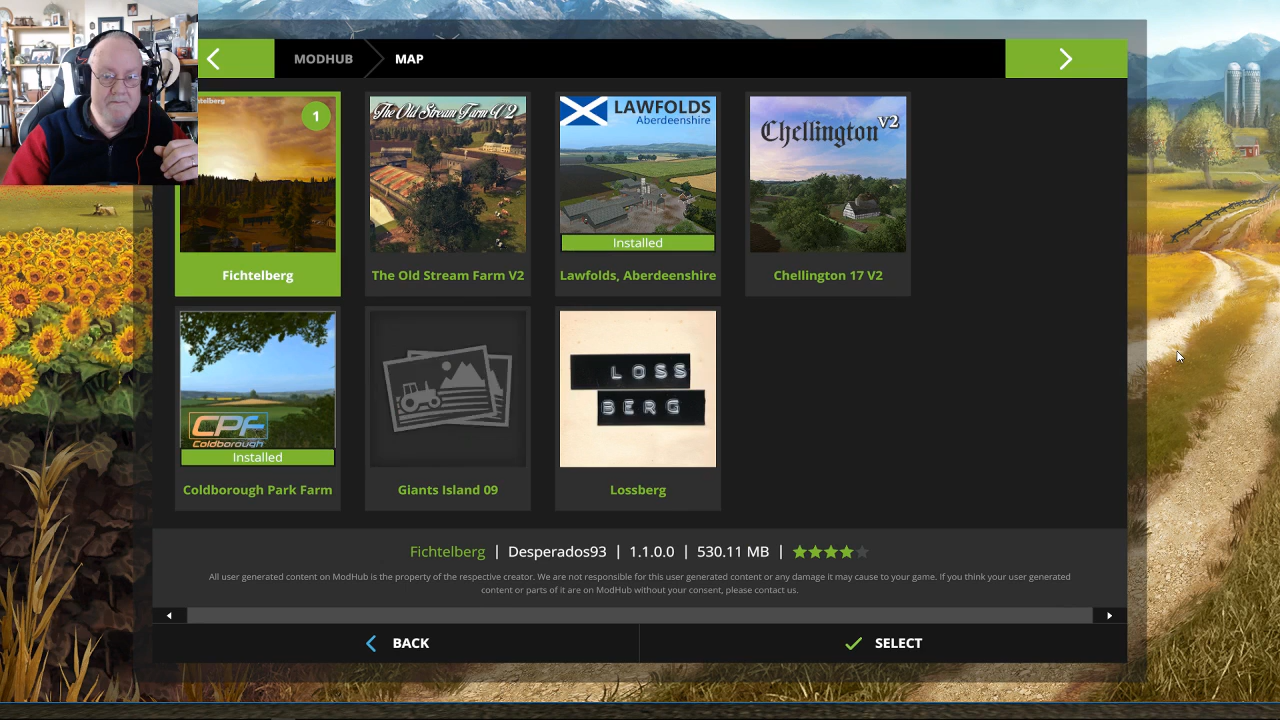 MODHUB MAP
telberg
1
The Old Stream Farm V2
LAWFOLDS
Aberdeenshire
Chellington V2
Installed
Fichtelberg
The Old Stream Farm V2
Lawfolds, Aberdeenshire
Chellington 17 V2
CPF
Coldborough
Installed
LOSS
BERG
Coldborough Park Farm
Giants Island 09
Lossberg
Fichtelberg | Desperados93 | 1.1.0.0 | 530.11 MB |
All user generated content on ModHub is the property of the respective creator. We are not responsible for this user generated content or any damage it may cause to your game. If you think your user generated
content or parts of it are on ModHub without your consent, please contact us.
BACK
SELECT